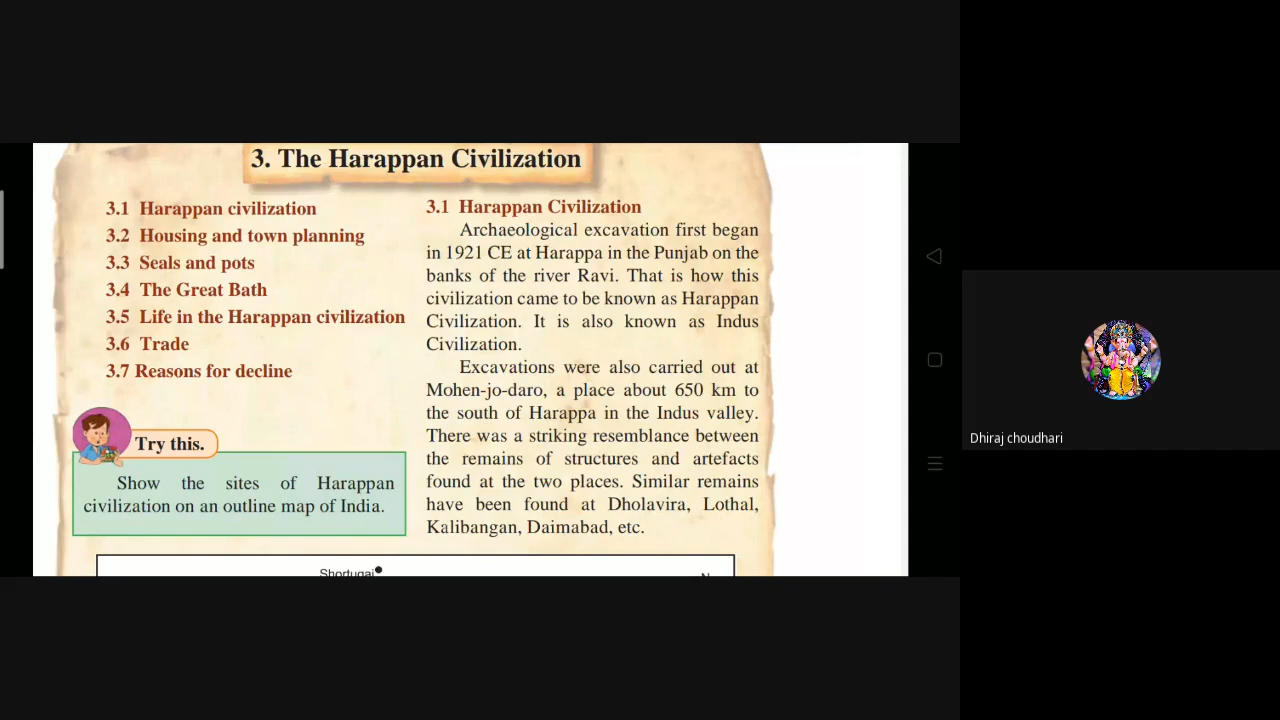 3. The Harappan Civilization
3.1 Harappan civilization
3.2 Housing and town planning
3.3 Seals and pots
3.4 The Great Bath
3.5 Life in the Harappan civilization
3.6 Trade
3.7 Reasons for decline
Try this.
Show the sites of Harappan
civilization on an outline map of India.
3.1 Harappan Civilization
Archaeological excavation first began
in 1921 CE at Harappa in the Punjab on the
banks of the river Ravi. That is how this
civilization came to be known as Harappan
Civilization. It is also known as Indus
Civilization.
Excavations were also carried out at
Mohen-jo-daro, a place about 650 km to
the south of Harappa in the Indus valley.
There was a striking resemblance between
the remains of structures and artefacts
found at the two places. Similar remains
have been found at Dholavira, Lothal,
Kalibangan, Daimabad, etc.
Shortugai
N
Dhiraj choudhari